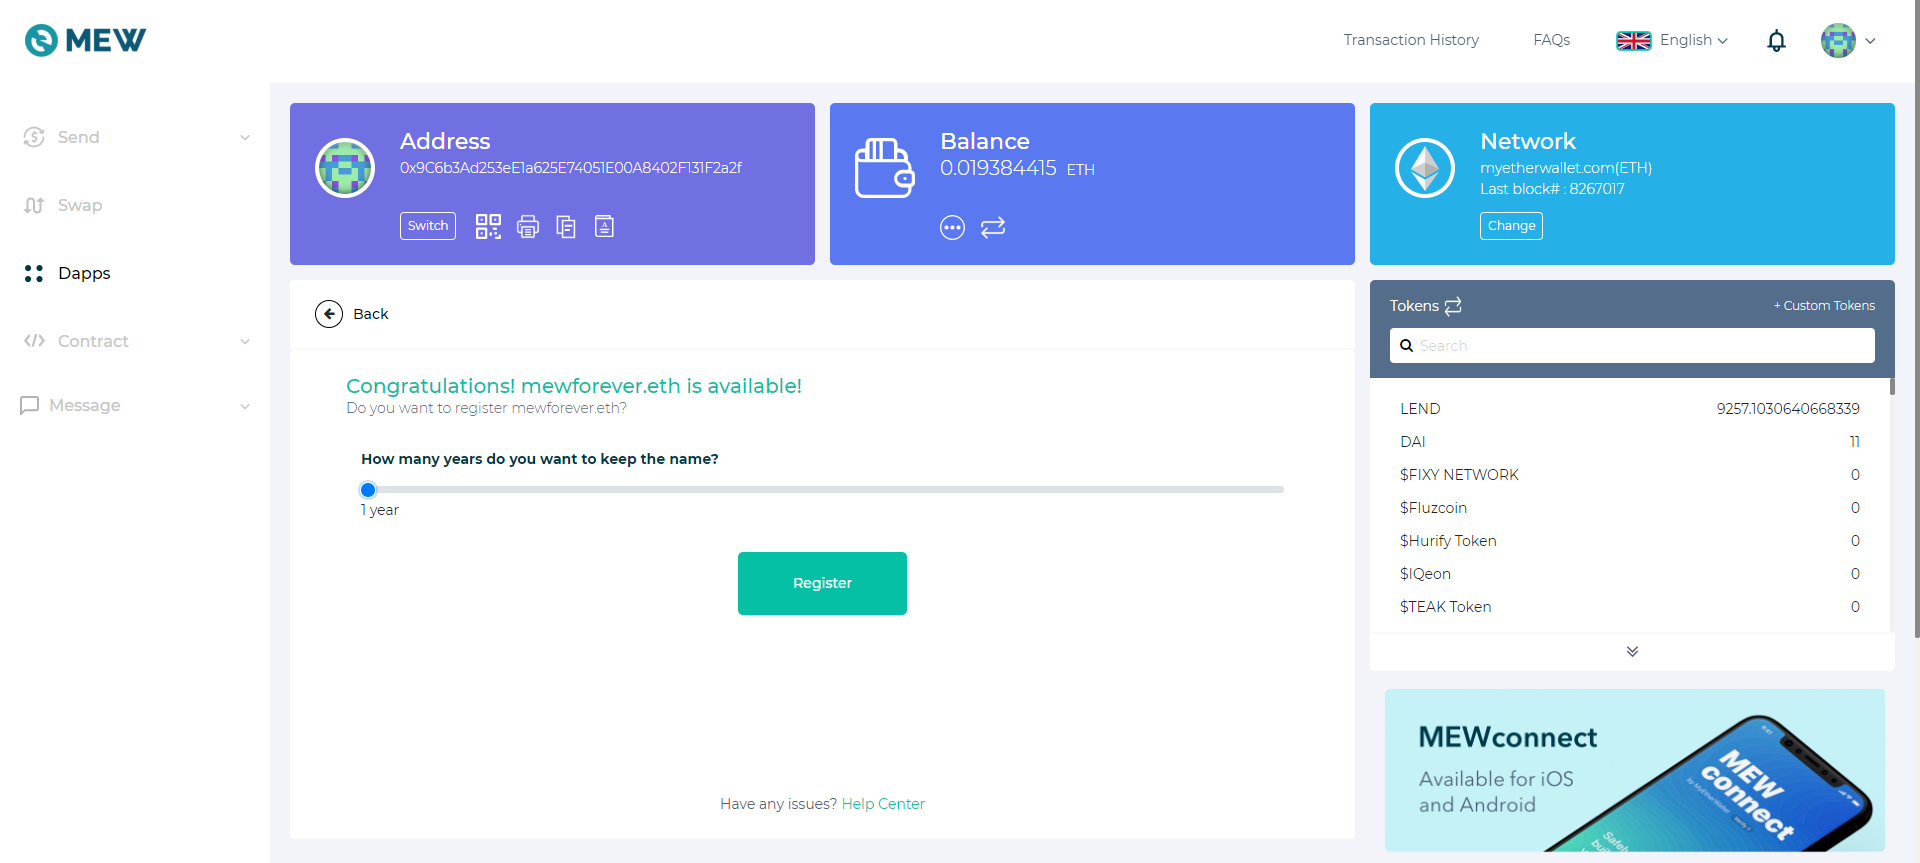 MEW
Transaction History
FAQs
English
Send
Swap
Dapps
Contract
Message
Address
0x9C6b3Ad253eE1a625E74051E00A8402F131F2a2f
Switch
Balance
0.019384415 ETH
Network
myetherwallet.com(ETH)
Last block# : 8267017
Change
Back
Congratulations! mewforever.eth is available!
Do you want to register mewforever.eth?
How many years do you want to keep the name?
1 year
Register
Have any issues? Help Center
Tokens
+ Custom Tokens
Search
LEND 9257.1030640668339
DAI 11
$FIXY NETWORK 0
$Fluzcoin 0
$Hurify Token 0
$IQeon 0
$TEAK Token 0
MEWconnect
Available for iOS
and Android
MEW
connect
by MyEtherWallet
Safely